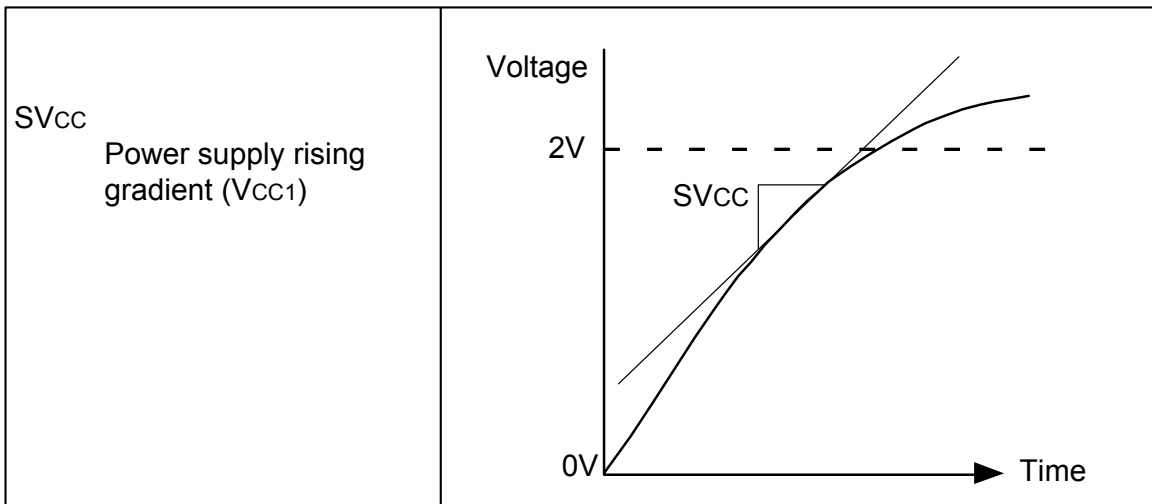 SVCC
Power supply rising
gradient (VCC1)
Voltage
2V
SVCC
0V
Time